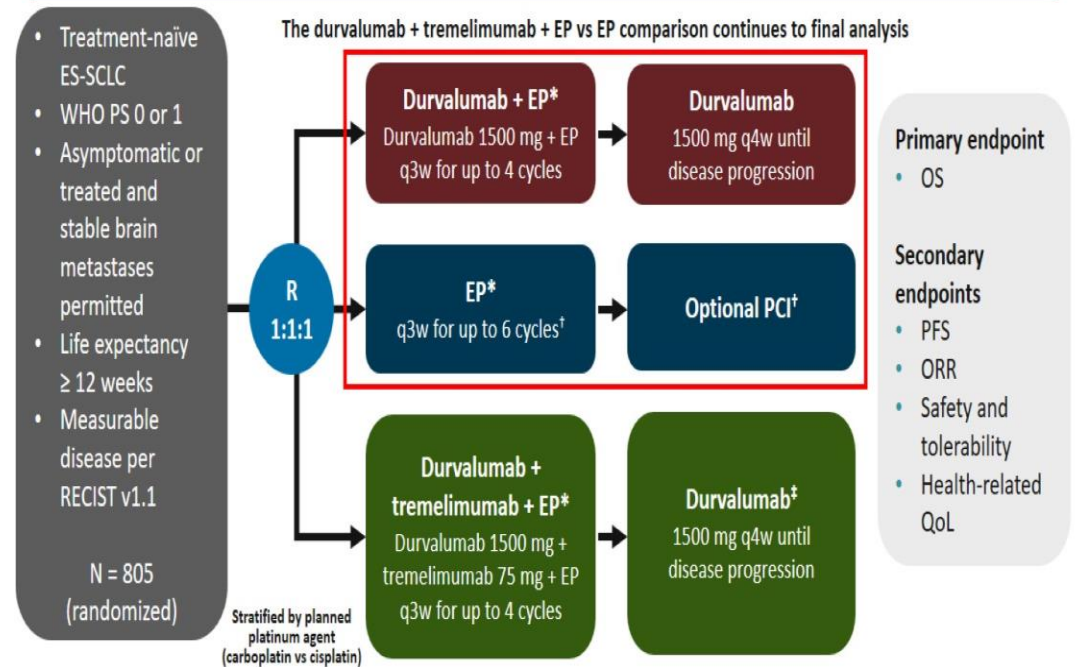 The durvalumab + tremelimumab + EP vs EP comparison continues to final analysis
• Treatment-naïve
ES-SCLC
• WHO PS 0 or 1
• Asymptomatic or
treated and
stable brain
metastases
permitted
• Life expectancy
≥ 12 weeks
• Measurable
disease per
RECIST v1.1
N = 805
(randomized)
R
1:1:1
Stratified by planned
platinum agent
(carboplatin vs cisplatin)
Durvalumab + EP*
Durvalumab 1500 mg + EP
q3w for up to 4 cycles
Durvalumab
1500 mg q4w until
disease progression
EP*
q3w for up to 6 cycles†
Optional PCI†
Durvalumab +
tremelimumab + EP*
Durvalumab 1500 mg +
tremelimumab 75 mg + EP
q3w for up to 4 cycles
Durvalumab‡
1500 mg q4w until
disease progression
Primary endpoint
• OS
Secondary
endpoints
• PFS
• ORR
• Safety and
tolerability
• Health-related
QoL